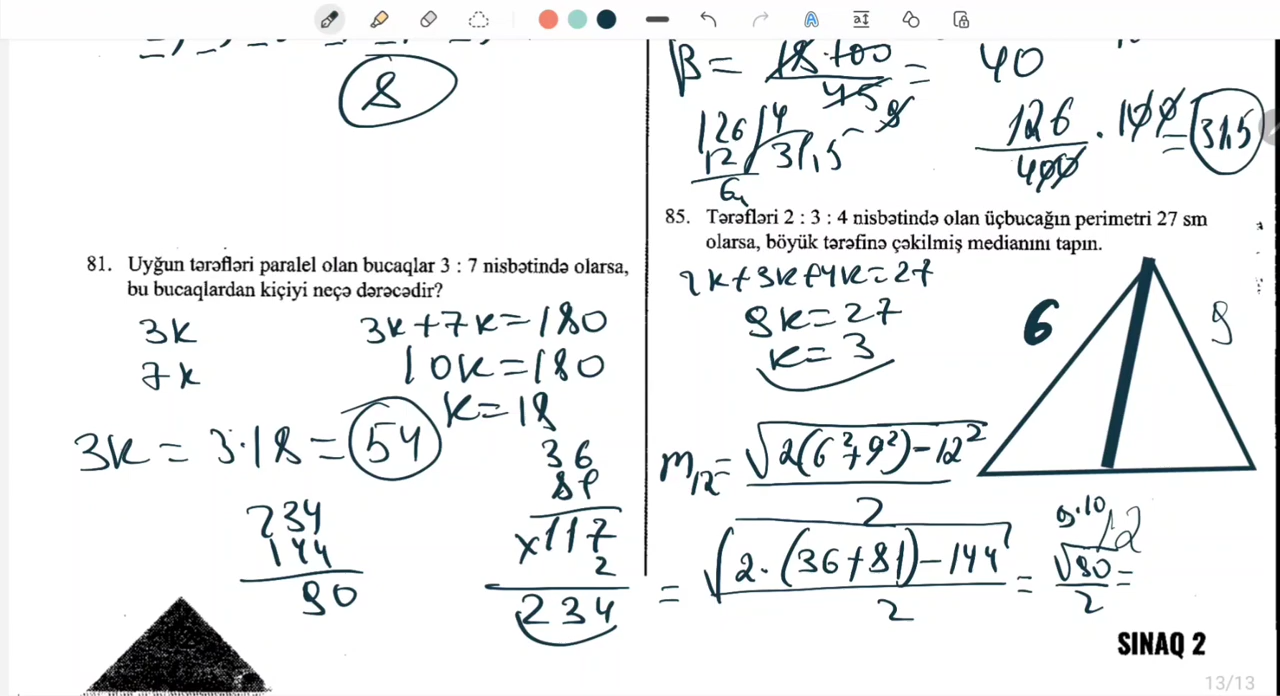 8
β = 18·100 / 45 = 40
126 | 4
12 31,5
6
126 / 400 · 100 = 31,5
81. Uyğun tərəfləri paralel olan bucaqlar 3 : 7 nisbətində olarsa,
bu bucaqlardan kiçiyi neçə dərəcədir?
3k 3k+7k=180
7k 10k=180
k=18
3k = 3·18 = 54
36
81
x117
2
234
234
144
90
85. Tərəfləri 2 : 3 : 4 nisbətində olan üçbucağın perimetri 27 sm
olarsa, böyük tərəfinə çəkilmiş medianını tapın.
2k+3k+4k=27
9k=27
k=3
6 9
m12= √2(6²+9²)−12² / 2
12
= √2·(36+81)−144 / 2 = √90 / 2 =
9·10
SINAQ 2
13/13